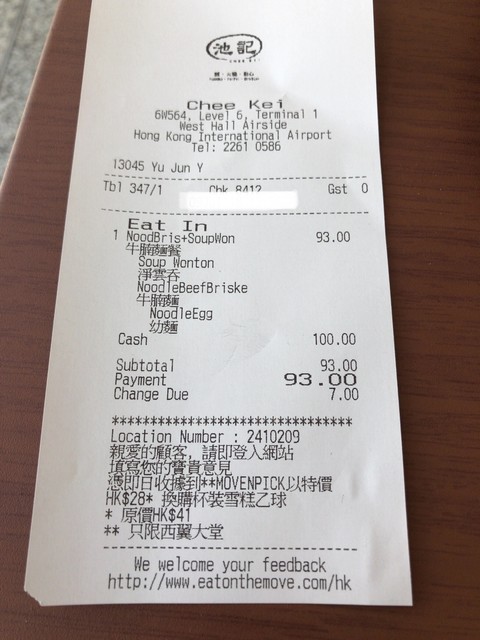 池記
CHEE KEI
Chee Kei
6W564, Level 6, Terminal 1
West Hall Airside
Hong Kong International Airport
Tel: 2261 0586
13045 Yu Jun Y
Tbl 347/1 Chk 8412 Gst 0
Eat In
1 NoodBris+SoupWon 93.00
牛腩麵餐
Soup Wonton
淨雲吞
NoodleBeefBriske
牛腩麵
NoodleEgg
幼麵
Cash 100.00
Subtotal 93.00
Payment 93.00
Change Due 7.00
******************************
Location Number : 2410209
親愛的顧客, 請即登入網站
填寫您的寶貴意見
憑即日收據到**MOVENPICK以特價
HK$28* 換購杯裝雪糕乙球
* 原價HK$41
** 只限西翼大堂
We welcome your feedback
http://www.eatonthemove.com/hk